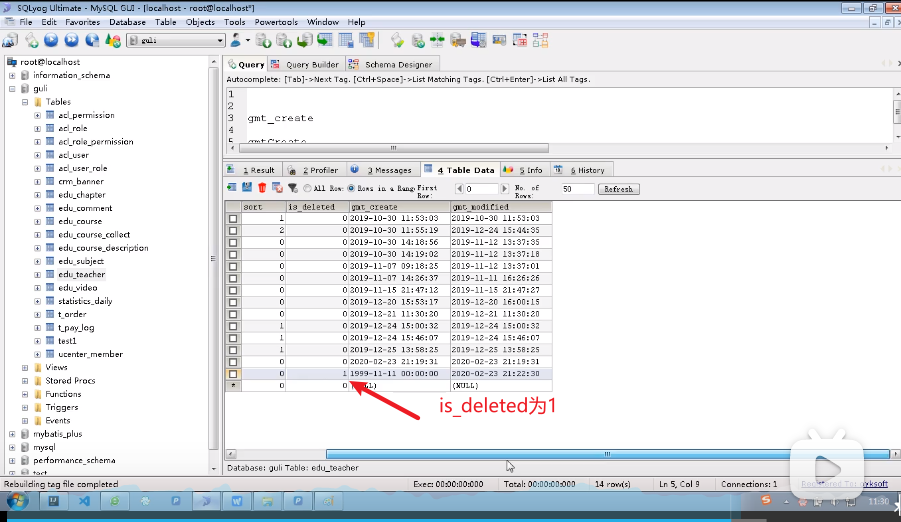 SQLyog Ultimate - MySQL GUI - [localhost - root@localhost*]
File Edit Favorites Database Table Objects Tools Powertools Window Help
guli
root@localhost
information_schema
guli
Tables
acl_permission
acl_role
acl_role_permission
acl_user
acl_user_role
crm_banner
edu_chapter
edu_comment
edu_course
edu_course_collect
edu_course_description
edu_subject
edu_teacher
edu_video
statistics_daily
t_order
t_pay_log
test1
ucenter_member
Views
Stored Procs
Functions
Triggers
Events
mybatis_plus
mysql
performance_schema
test
Query Query Builder Schema Designer
Autocomplete: [Tab]->Next Tag. [Ctrl+Space]->List Matching Tags. [Ctrl+Enter]->List All Tags.
1
2
3 gmt_create
4
5 gmtCreate
1 Result 2 Profiler 3 Messages 4 Table Data 5 Info 6 History
All Row: Rows in a Rang: First Row: 0 No. of Rows: 50 Refresh
sort is_deleted gmt_create gmt_modified
1 0 2019-10-30 11:53:03 2019-10-30 11:53:03
2 0 2019-10-30 11:55:19 2019-12-24 15:44:35
0 0 2019-10-30 14:18:56 2019-11-12 13:37:35
0 0 2019-10-30 14:19:02 2019-11-12 13:37:18
0 0 2019-11-07 09:18:25 2019-11-12 13:37:01
0 0 2019-11-07 14:26:37 2019-11-11 16:26:26
0 0 2019-11-15 21:47:12 2019-11-15 21:47:27
0 0 2019-12-20 15:53:17 2019-12-20 16:00:15
0 0 2019-12-21 11:30:20 2019-12-21 11:30:20
1 0 2019-12-24 15:00:32 2019-12-24 15:00:32
1 0 2019-12-24 15:46:07 2019-12-24 15:46:07
1 0 2019-12-25 13:58:25 2019-12-25 13:58:25
0 0 2020-02-23 21:19:31 2020-02-23 21:19:31
0 1 1999-11-11 00:00:00 2020-02-23 21:22:30
* 0 0 (NULL) (NULL)
is_deleted为1
Database: guli Table: edu_teacher
Rebuilding tag file completed Exec: 00:00:00:000 Total: 00:00:00:000 14 row(s) Ln 5, Col 9 Connections: 1
11:30